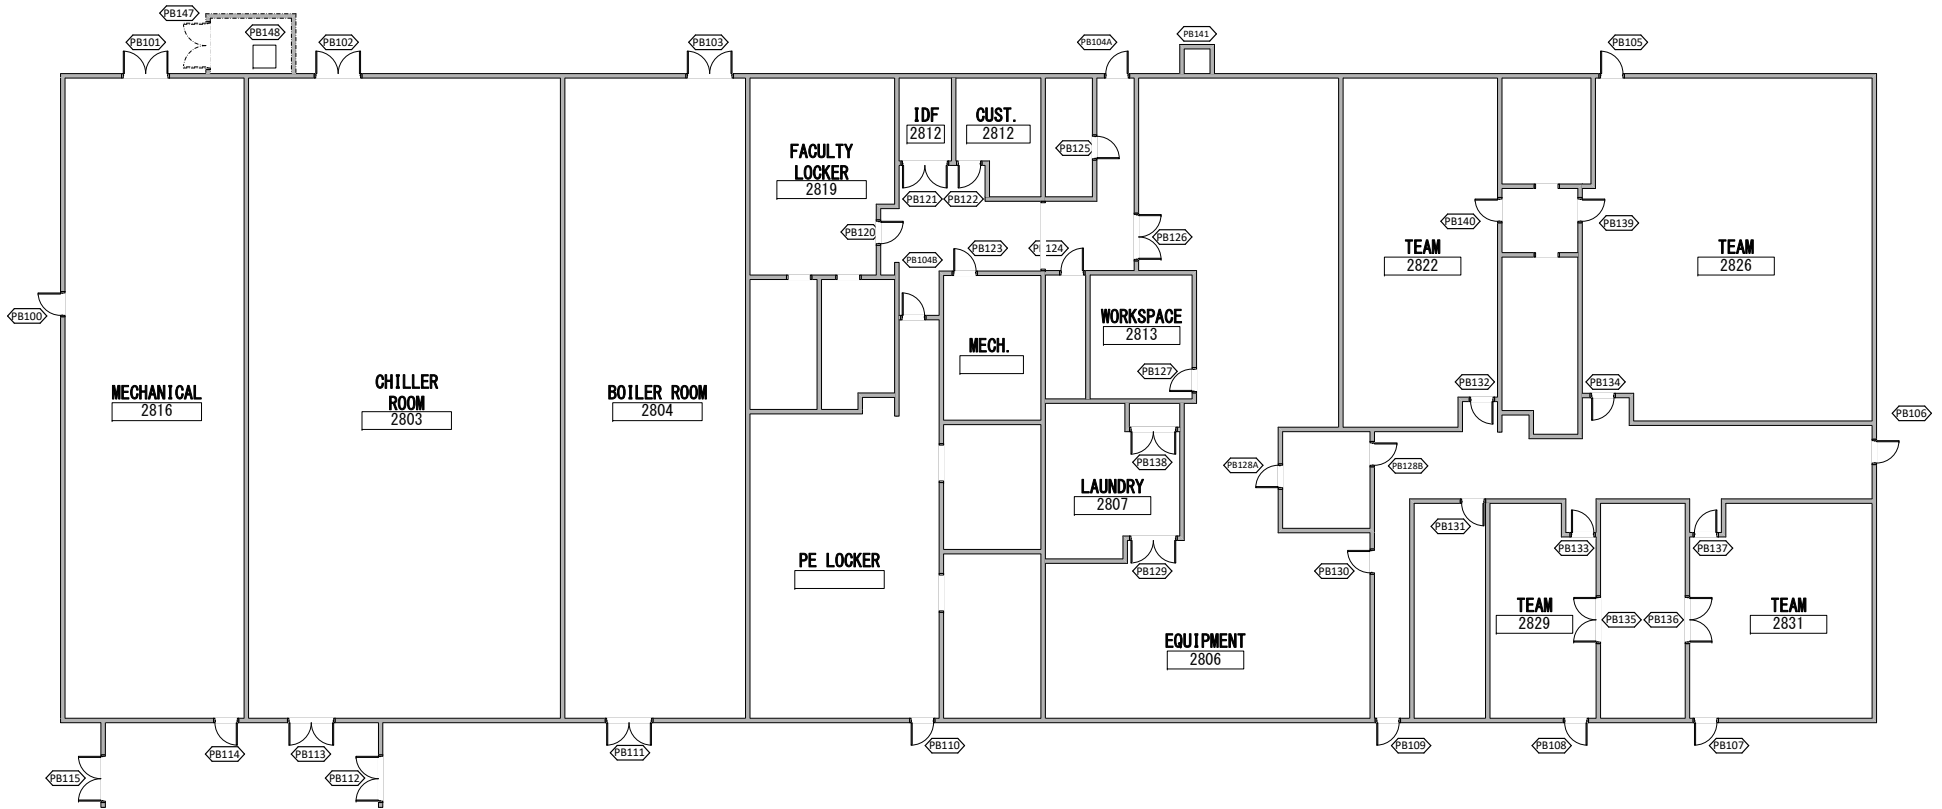 PB147
PB148
PB101
PB102
PB103
PB104A
PB141
PB105
IDF
2812
CUST.
2812
FACULTY
LOCKER
2819
PB125
PB121
PB122
PB120
PB123
PB124
PB126
PB104B
PB140
PB139
TEAM
2822
TEAM
2826
PB100
WORKSPACE
2813
MECH.
PB127
PB132
PB134
MECHANICAL
2816
CHILLER
ROOM
2803
BOILER ROOM
2804
PB106
PB138
PB128A
PB128B
LAUNDRY
2807
PB131
PE LOCKER
PB129
PB130
PB133
PB137
TEAM
2829
PB135
PB136
TEAM
2831
EQUIPMENT
2806
PB114
PB113
PB111
PB110
PB109
PB108
PB107
PB115
PB112